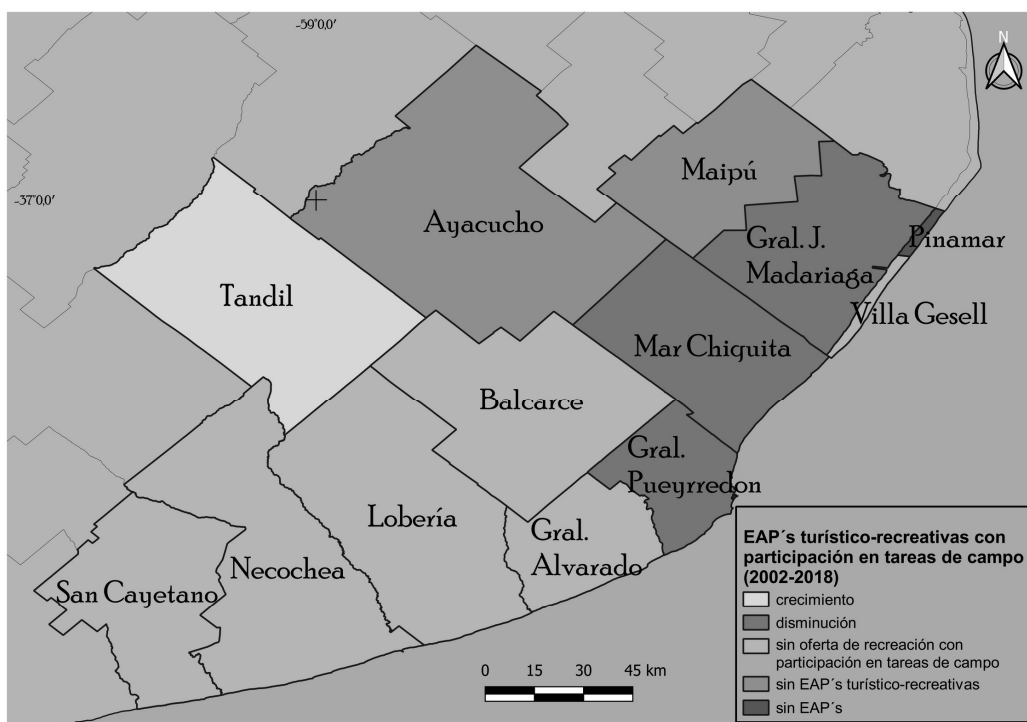 -59°0,0'
N
-37°0,0'
Maipú
Ayacucho
Gral. J.
Madariaga
Pinamar
Tandil
Villa Gesell
Mar Chiquita
Balcarce
Gral.
Pueyrredon
Lobería
Gral.
Alvarado
Necochea
San Cayetano
EAP´s turístico-recreativas con
participación en tareas de campo
(2002-2018)
crecimiento
disminución
sin oferta de recreación con
participación en tareas de campo
sin EAP´s turístico-recreativas
sin EAP´s
0 15 30 45 km